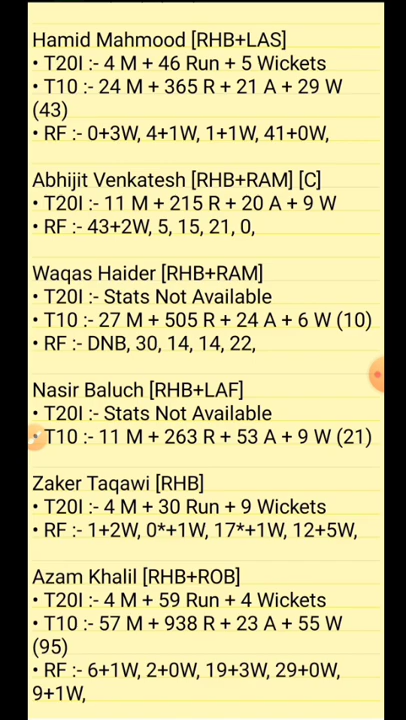 Hamid Mahmood [RHB+LAS]
• T20I :- 4 M + 46 Run + 5 Wickets
• T10 :- 24 M + 365 R + 21 A + 29 W
(43)
• RF :- 0+3W, 4+1W, 1+1W, 41+0W,
Abhijit Venkatesh [RHB+RAM] [C]
• T20I :- 11 M + 215 R + 20 A + 9 W
• RF :- 43+2W, 5, 15, 21, 0,
Waqas Haider [RHB+RAM]
• T20I :- Stats Not Available
• T10 :- 27 M + 505 R + 24 A + 6 W (10)
• RF :- DNB, 30, 14, 14, 22,
Nasir Baluch [RHB+LAF]
• T20I :- Stats Not Available
• T10 :- 11 M + 263 R + 53 A + 9 W (21)
Zaker Taqawi [RHB]
• T20I :- 4 M + 30 Run + 9 Wickets
• RF :- 1+2W, 0*+1W, 17*+1W, 12+5W,
Azam Khalil [RHB+ROB]
• T20I :- 4 M + 59 Run + 4 Wickets
• T10 :- 57 M + 938 R + 23 A + 55 W
(95)
• RF :- 6+1W, 2+0W, 19+3W, 29+0W,
9+1W,